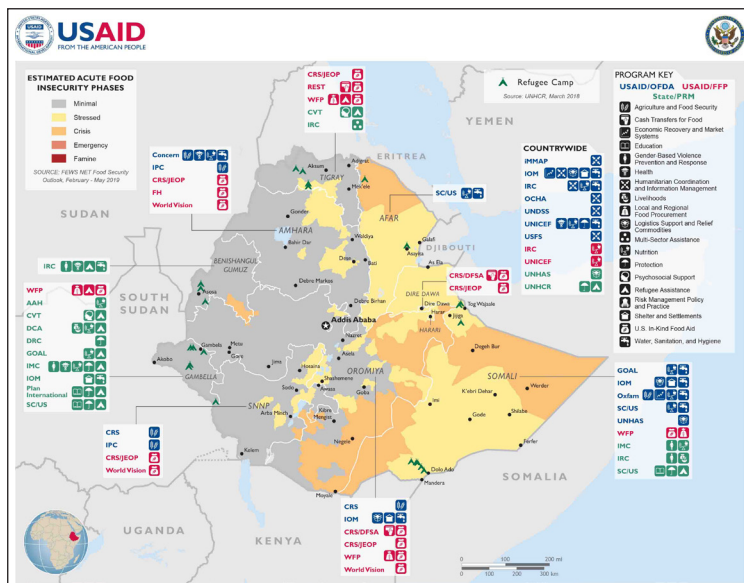 USAID
FROM THE AMERICAN PEOPLE
ESTIMATED ACUTE FOOD
INSECURITY PHASES
Minimal
Stressed
Crisis
Emergency
Famine
SOURCE: FEWS NET Food Security
Outlook, February - May 2019
CRS/JEOP
REST
WFP
CVT
IRC
Refugee Camp
Source: UNHCR, March 2018
PROGRAM KEY
USAID/OFDA USAID/FFP
State/PRM
Agriculture and Food Security
Cash Transfers for Food
Economic Recovery and Market
Systems
Education
Gender-Based Violence
Prevention and Response
Health
Humanitarian Coordination
and Information Management
Livelihoods
Local and Regional
Food Procurement
Logistics Support and Relief
Commodities
Multi-Sector Assistance
Nutrition
Protection
Psychosocial Support
Refugee Assistance
Risk Management Policy
and Practice
Shelter and Settlements
U.S. In-Kind Food Aid
Water, Sanitation, and Hygiene
COUNTRYWIDE
iMMAP
IOM
IRC
OCHA
UNDSS
UNICEF
USFS
IRC
UNICEF
UNHAS
UNHCR
Concern
IPC
CRS/JEOP
FH
World Vision
SC/US
CRS/DFSA
CRS/JEOP
IRC
WFP
AAH
CVT
DCA
DRC
GOAL
IMC
IOM
Plan
International
SC/US
CRS
IPC
CRS/JEOP
World Vision
CRS
IOM
CRS/DFSA
CRS/JEOP
WFP
World Vision
GOAL
IOM
Oxfam
SC/US
UNHAS
WFP
IMC
IRC
SC/US
YEMEN
ERITREA
SUDAN
DJIBOUTI
SOUTH
SUDAN
SOMALIA
UGANDA
KENYA
TIGRAY
AFAR
AMHARA
BENISHANGUL
GUMUZ
DIRE DAWA
HARARI
GAMBELLA
OROMIYA
SOMALI
SNNP
Aksum
Adigrat
Mek'ele
Gonder
Bahir Dar
Weldiya
Dese
Bati
Galafi
Asayita
As Ela
Debre Markos
Debre Birhan
Addis Ababa
Nazret
Asela
Dire Dawa
Harar
Jijiga
Tog Wajaale
Degeh Bur
Asosa
Gambela
Metu
Gore
Jima
Akobo
Hosaina
Shashemene
Awasa
Sodo
Goba
Arba Minch
Kibre
Mengist
Negele
Imi
K'ebri Dehar
Werder
Gode
Shilabo
Ferfer
Kelem
Dolo Ado
Mandera
Moyale
0 100 200 mi
0 100 200 300 km